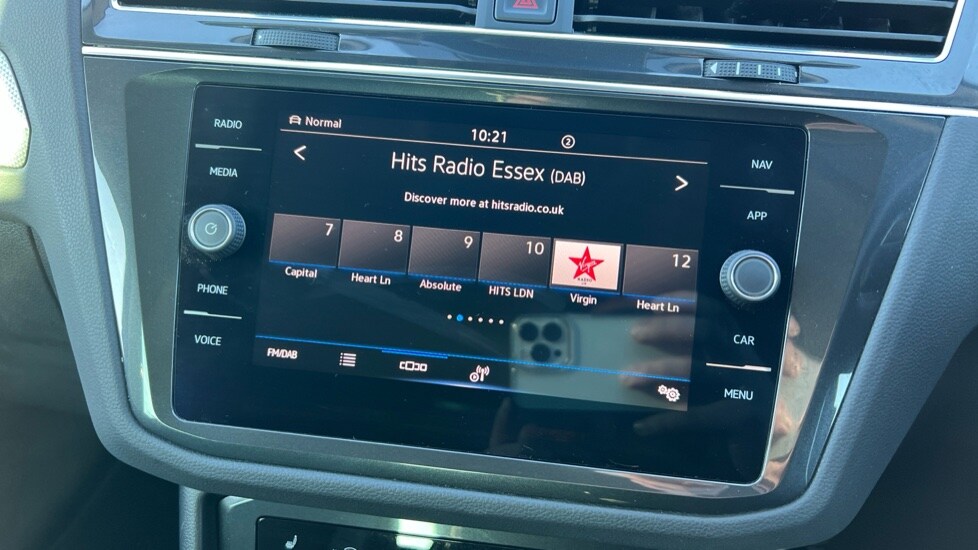 RADIO
MEDIA
PHONE
VOICE
Normal
10:21
2
Hits Radio Essex (DAB)
Discover more at hitsradio.co.uk
7 8 9 10 12
Virgin
RADIO
Capital Heart Ln Absolute HITS LDN Virgin Heart Ln
FM/DAB
NAV
APP
CAR
MENU